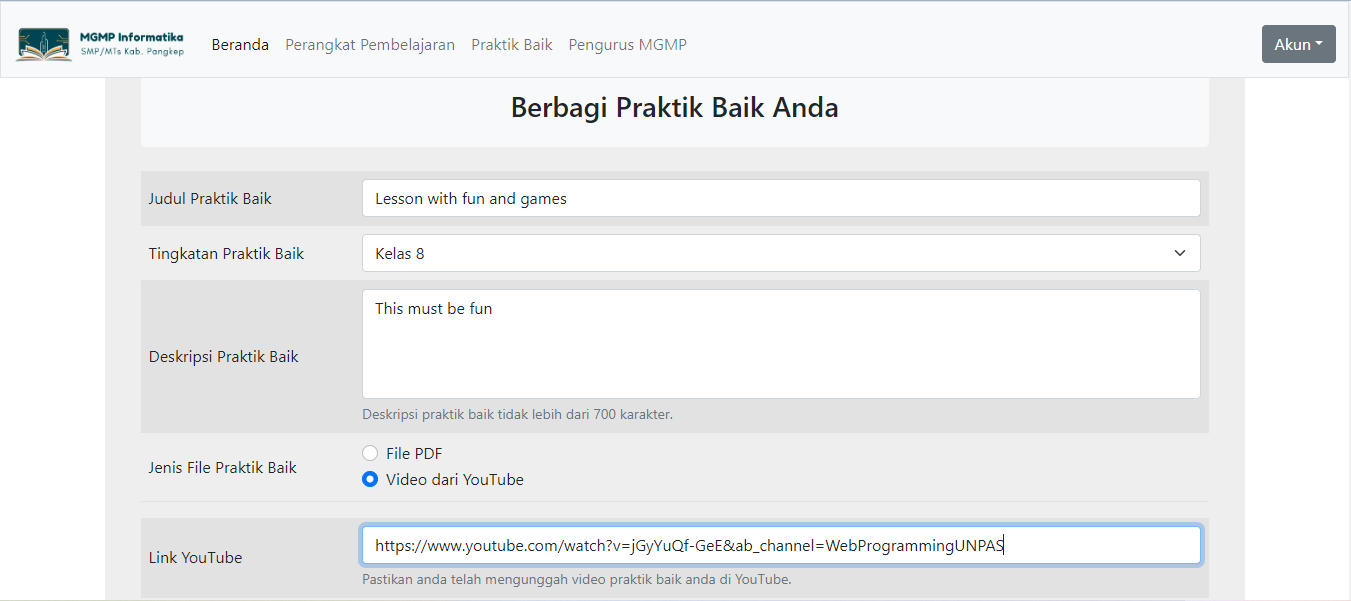 MGMP Informatika
SMP/MTs Kab. Pangkep
Beranda Perangkat Pembelajaran Praktik Baik Pengurus MGMP
Akun
Berbagi Praktik Baik Anda
Judul Praktik Baik
Lesson with fun and games
Tingkatan Praktik Baik
Kelas 8
Deskripsi Praktik Baik
This must be fun
Deskripsi praktik baik tidak lebih dari 700 karakter.
Jenis File Praktik Baik
File PDF
Video dari YouTube
Link YouTube
https://www.youtube.com/watch?v=jGyYuQf-GeE&ab_channel=WebProgrammingUNPAS
Pastikan anda telah mengunggah video praktik baik anda di YouTube.